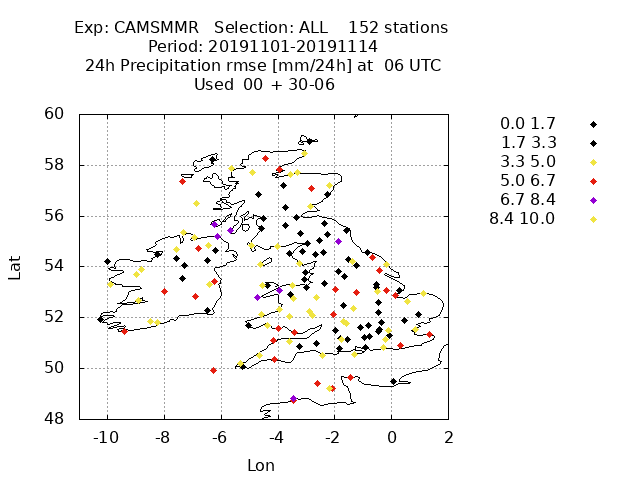 Exp: CAMSMMR   Selection: ALL    152 stations
Period: 20191101-20191114
24h Precipitation rmse [mm/24h] at  06 UTC
Used  00  + 30-06
0.0 1.7
1.7 3.3
3.3 5.0
5.0 6.7
6.7 8.4
8.4 10.0
60
58
56
54
52
50
48
Lat
-10 -8 -6 -4 -2 0 2
Lon